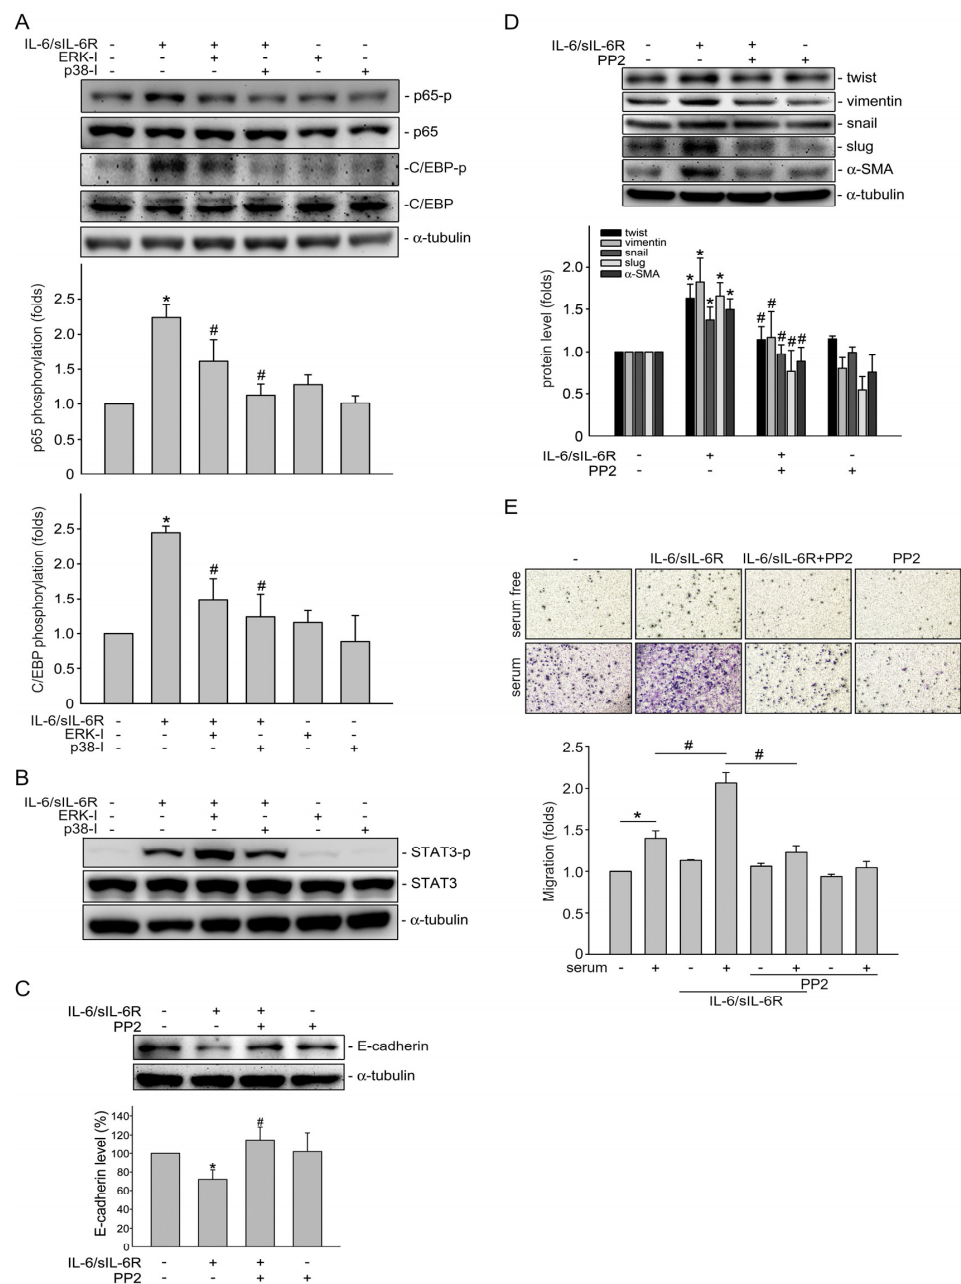 A
IL-6/sIL-6R - + + + - -
ERK-I - - + - + -
p38-I - - - + - +
- p65-p
- p65
-C/EBP-p
-C/EBP
- α-tubulin
p65 phosphorylation (folds)
2.5
2.0
1.5
1.0
0.5
0
* # #
C/EBP phosphorylation (folds)
2.5
2.0
1.5
1.0
0.5
0
* # #
IL-6/sIL-6R - + + + - -
ERK-I - - + - + -
p38-I - - - + - +
B
IL-6/sIL-6R - + + + - -
ERK-I - - + - + -
p38-I - - - + - +
- STAT3-p
- STAT3
- α-tubulin
C
IL-6/sIL-6R - + + -
PP2 - - + +
- E-cadherin
- α-tubulin
E-cadherin level (%)
140
120
100
80
60
40
20
0
* #
IL-6/sIL-6R - + + -
PP2 - - + +
D
IL-6/sIL-6R - + + -
PP2 - - + +
- twist
- vimentin
- snail
- slug
- α-SMA
- α-tubulin
twist
vimentin
snail
slug
α-SMA
protein level (folds)
2.0
1.5
1.0
0.5
0
* * * * *
# # # # #
IL-6/sIL-6R - + + -
PP2 - - + +
E
- IL-6/sIL-6R IL-6/sIL-6R+PP2 PP2
serum free
serum
Migration (folds)
2.5
2.0
1.5
1.0
0.5
0
* # #
serum - + - + - + - +
PP2
IL-6/sIL-6R